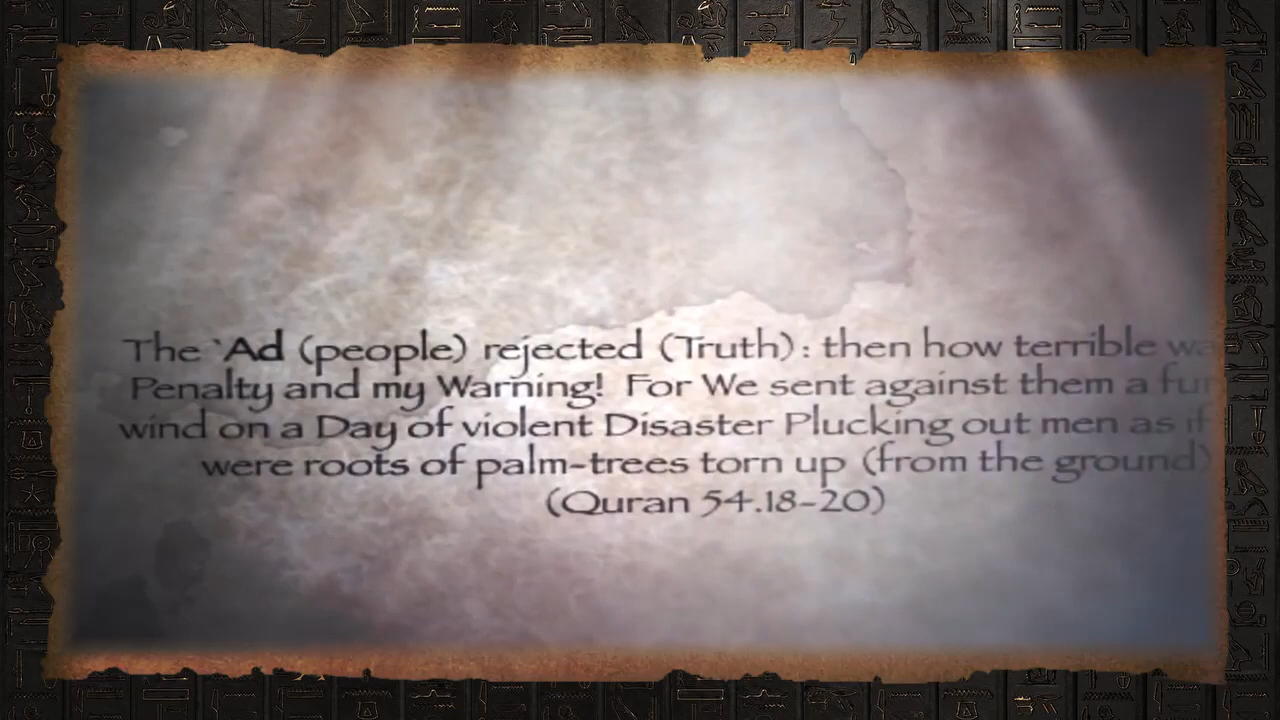 The `Ad (people) rejected (Truth): then how terrible
Penalty and my Warning! For We sent against them a
wind on a Day of violent Disaster Plucking out men as if
were roots of palm-trees torn up (from the ground)
(Quran 54.18-20)